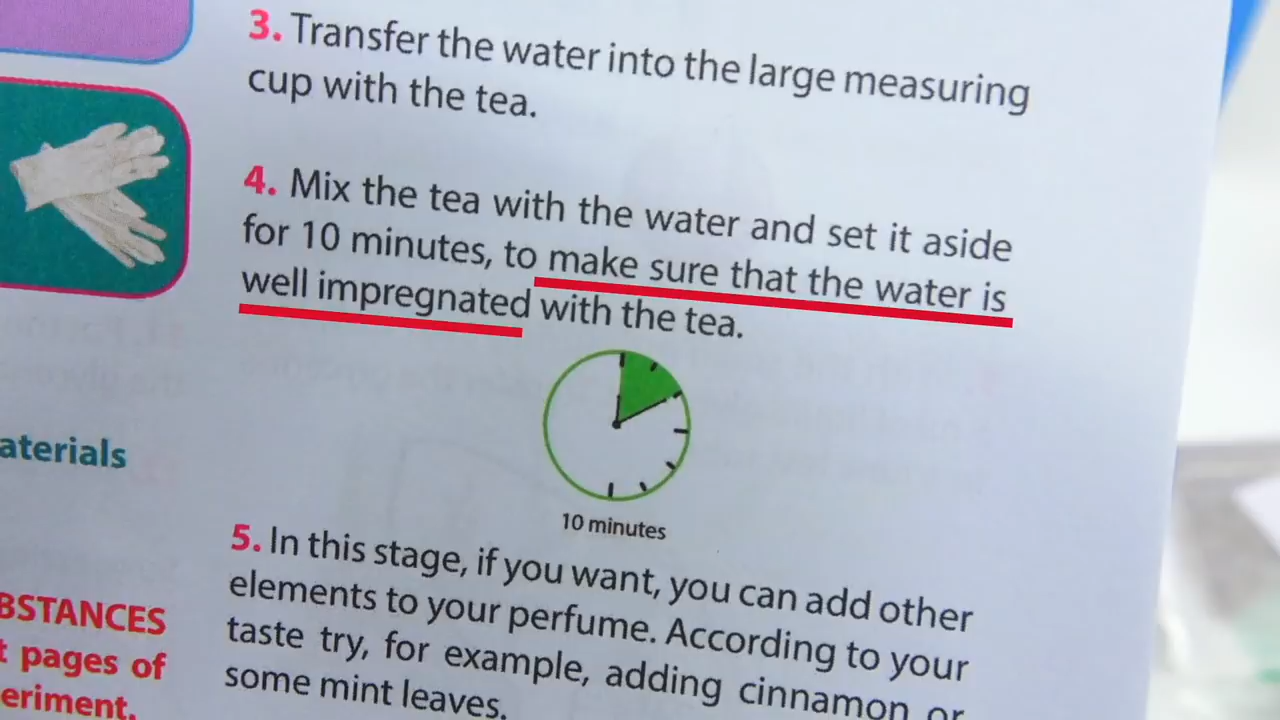 3. Transfer the water into the large measuring
cup with the tea.
4. Mix the tea with the water and set it aside
for 10 minutes, to make sure that the water is
well impregnated with the tea.
10 minutes
aterials
5. In this stage, if you want, you can add other
elements to your perfume. According to your
taste try, for example, adding cinnamon or
some mint leaves.
BSTANCES
t pages of
eriment.